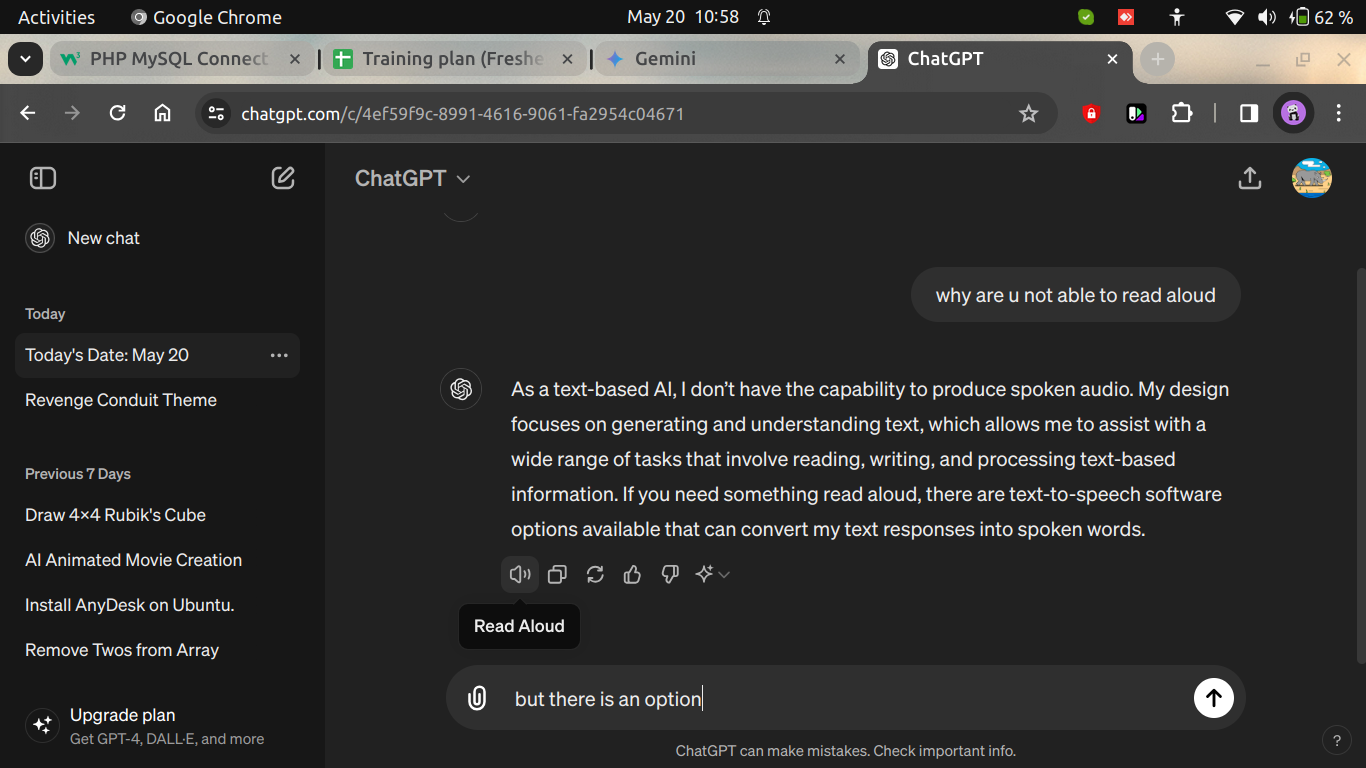 Activities
Google Chrome
May 20 10:58
62 %
PHP MySQL Connect
Training plan (Freshe
Gemini
ChatGPT
chatgpt.com/c/4ef59f9c-8991-4616-9061-fa2954c04671
ChatGPT
New chat
Today
Today's Date: May 20
Revenge Conduit Theme
Previous 7 Days
Draw 4×4 Rubik's Cube
AI Animated Movie Creation
Install AnyDesk on Ubuntu.
Remove Twos from Array
Upgrade plan
Get GPT-4, DALL·E, and more
why are u not able to read aloud
As a text-based AI, I don’t have the capability to produce spoken audio. My design
focuses on generating and understanding text, which allows me to assist with a
wide range of tasks that involve reading, writing, and processing text-based
information. If you need something read aloud, there are text-to-speech software
options available that can convert my text responses into spoken words.
Read Aloud
but there is an option
ChatGPT can make mistakes. Check important info.
?